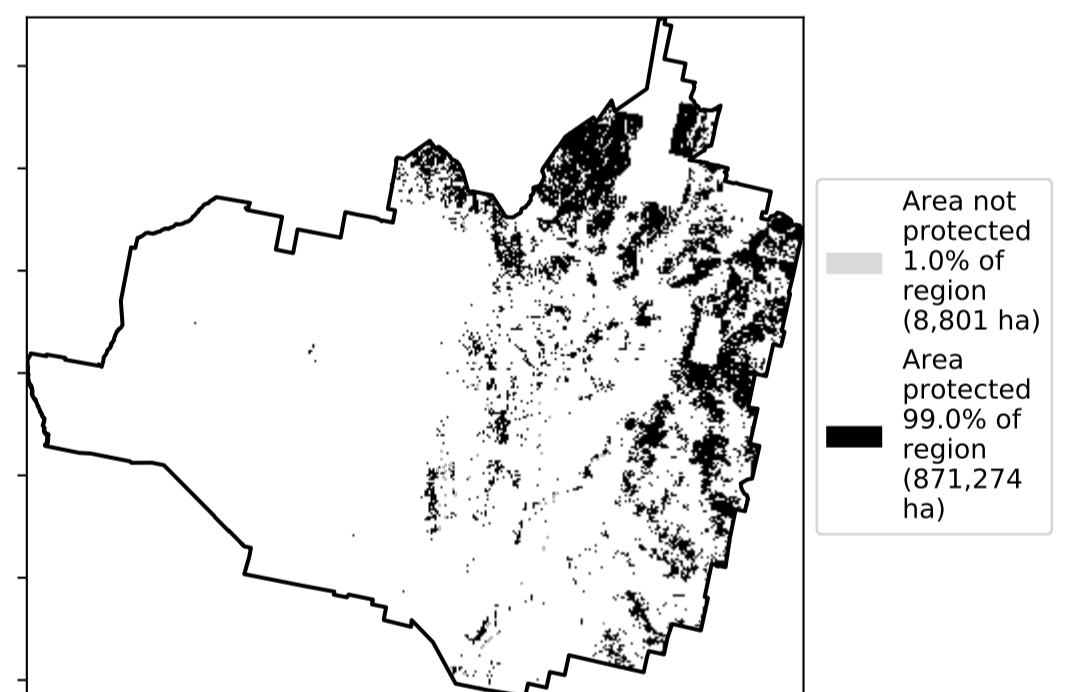 Area not
protected
1.0% of
region
(8,801 ha)
Area
protected
99.0% of
region
(871,274
ha)